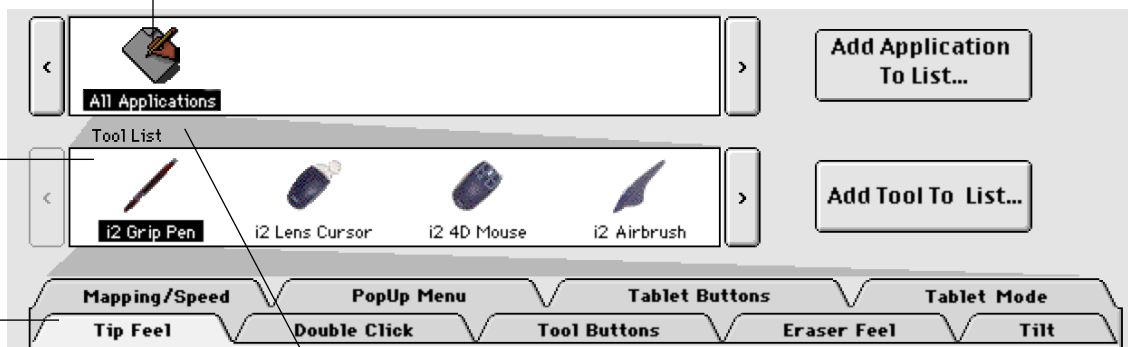 Add Application
To List...
All Applications
Tool List
i2 Grip Pen
i2 Lens Cursor
i2 4D Mouse
i2 Airbrush
Add Tool To List...
Mapping/Speed
PopUp Menu
Tablet Buttons
Tablet Mode
Tip Feel
Double Click
Tool Buttons
Eraser Feel
Tilt